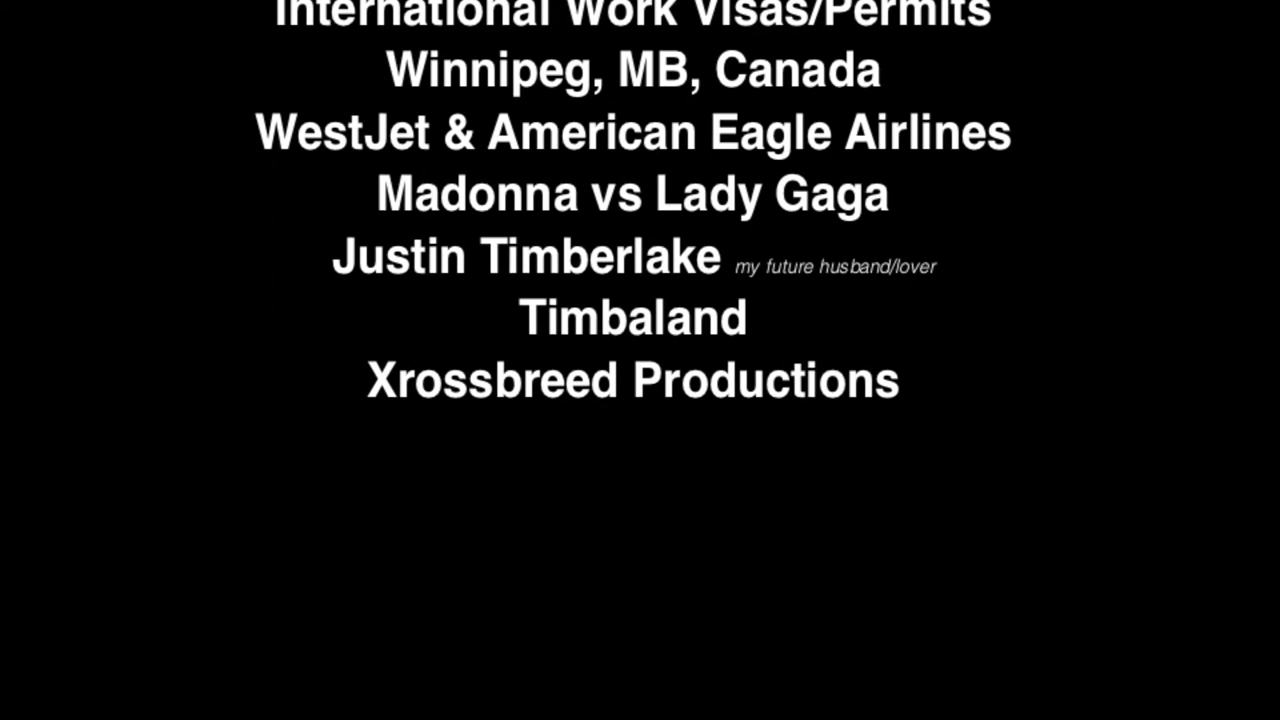 International Work Visas/Permits
Winnipeg, MB, Canada
WestJet & American Eagle Airlines
Madonna vs Lady Gaga
Justin Timberlake my future husband/lover
Timbaland
Xrossbreed Productions